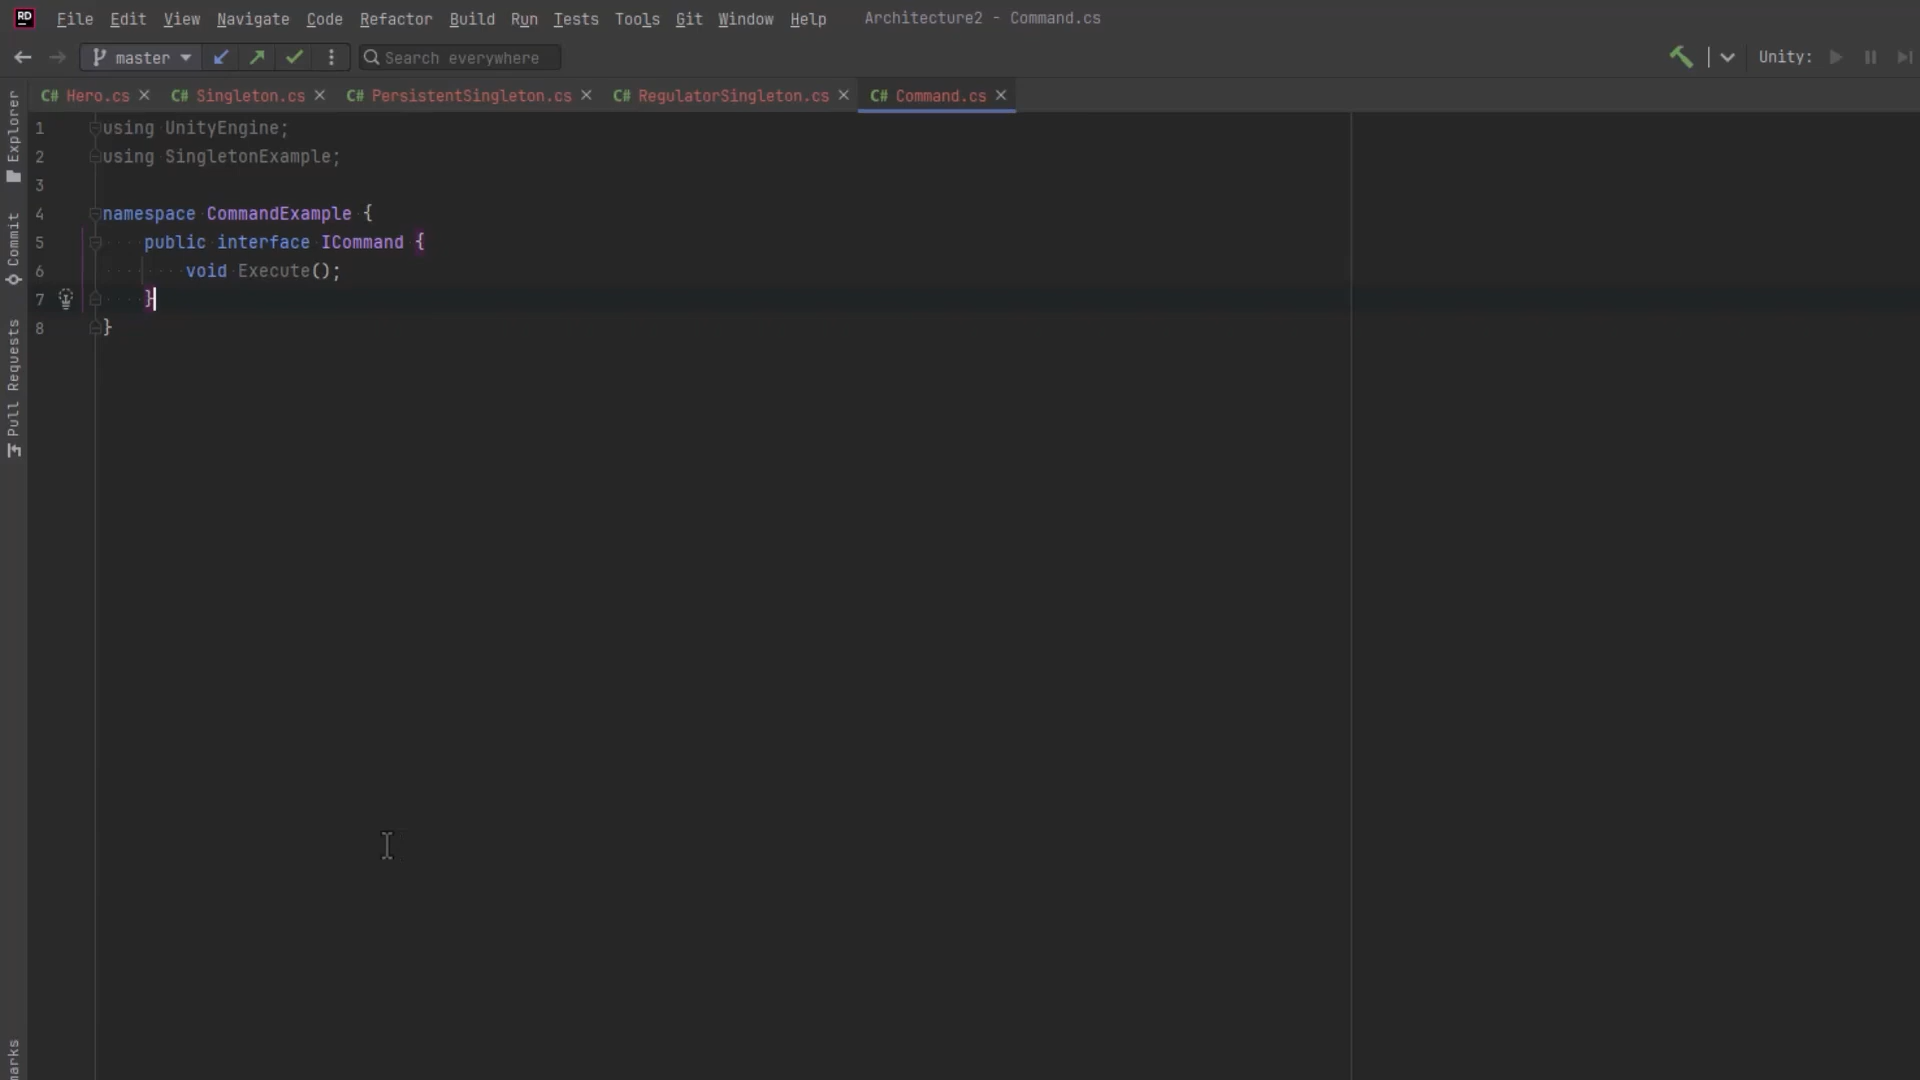 RD File Edit View Navigate Code Refactor Build Run Tests Tools Git Window Help Architecture2 - Command.cs
master Search everywhere Unity:
C# Hero.cs C# Singleton.cs C# PersistentSingleton.cs C# RegulatorSingleton.cs C# Command.cs
Explorer
Commit
Pull Requests
1 using UnityEngine;
2 using SingletonExample;
3
4 namespace CommandExample {
5 public interface ICommand {
6 void Execute();
7 }
8 }
marks